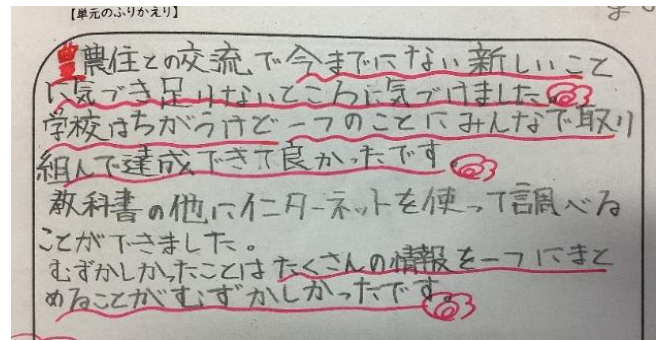 【単元のふりかえり】
豊農住との交流で今までにない新しいこと
に気づき足りないところに気づけました。
学校はちがうけど一つのことにみんなで取り
組んで達成できて良かったです。
教科書の他にインターネットを使って調べる
ことができました。
むずかしかったことはたくさんの情報を一つにまと
めることがむずかしかったです。